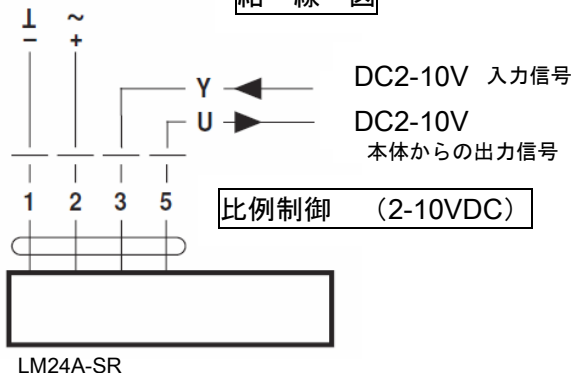 結 線 図
⊥ ~
− +
Y DC2-10V 入力信号
U DC2-10V
本体からの出力信号
1 2 3 5
比例制御 （2-10VDC）
LM24A-SR